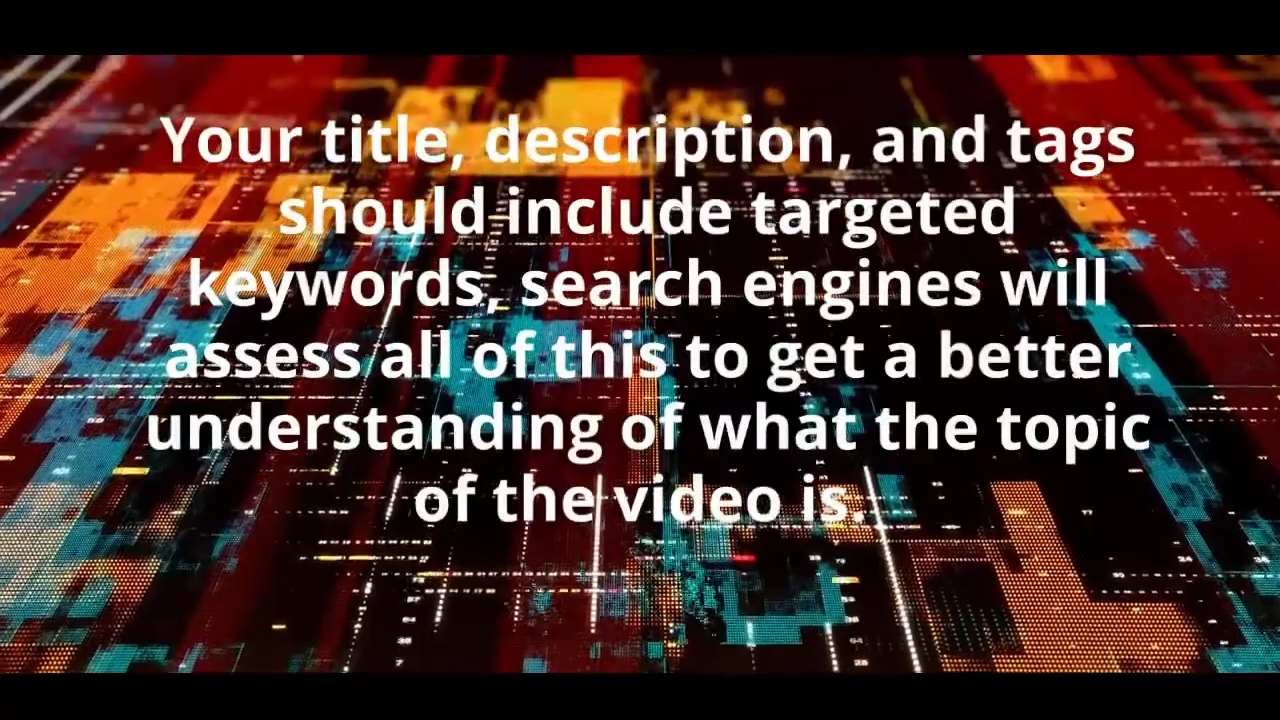 Your title, description, and tags
should include targeted
keywords, search engines will
assess all of this to get a better
understanding of what the topic
of the video is.